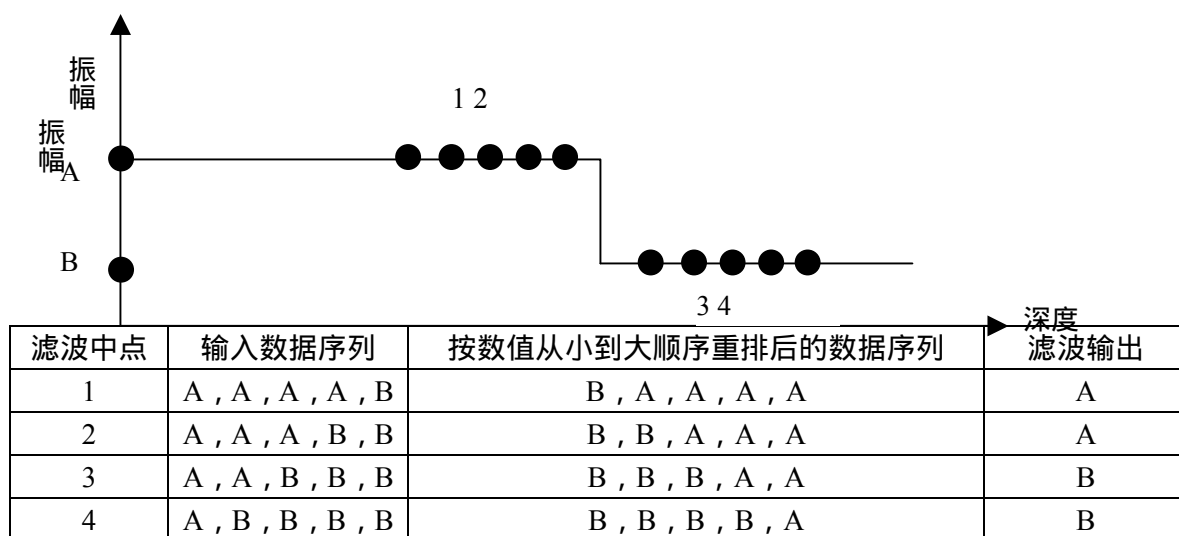 振幅
1 2
振幅
A
B
3 4
深度
滤波中点 输入数据序列 按数值从小到大顺序重排后的数据序列 滤波输出
1 A , A , A , A , B B , A , A , A , A A
2 A , A , A , B , B B , B , A , A , A A
3 A , A , B , B , B B , B , B , A , A B
4 A , B , B , B , B B , B , B , B , A B